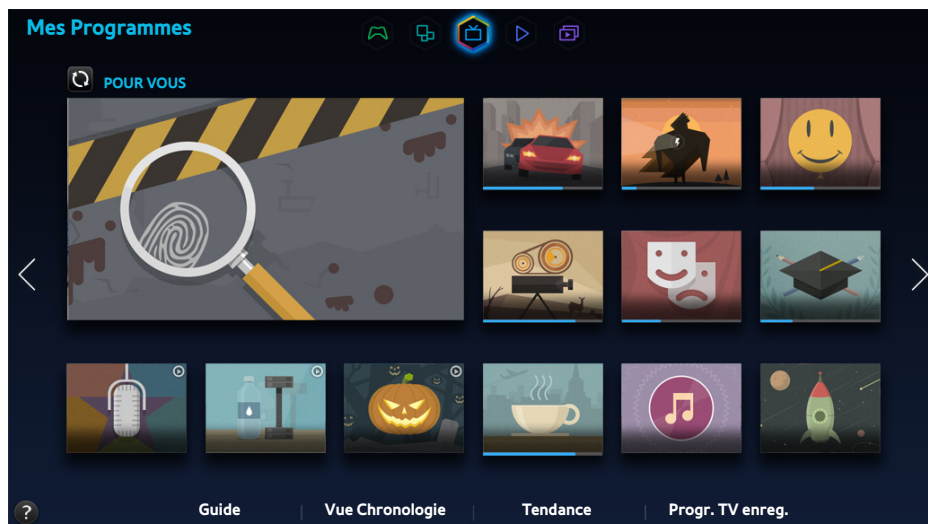 Mes Programmes
POUR VOUS
?
Guide | Vue Chronologie | Tendance | Progr. TV enreg.